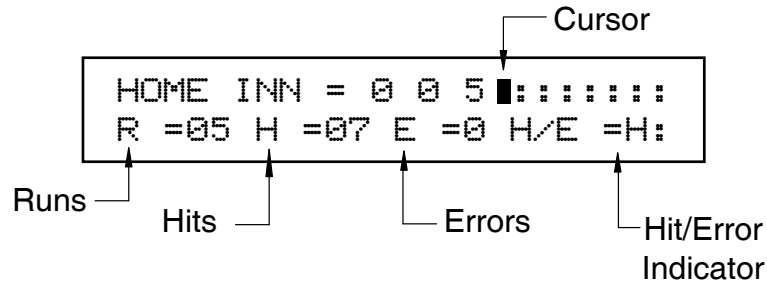 Cursor
HOME INN = 0 0 5 █:::::::
R =05 H =07 E =0 H/E =H:
Runs
Hits
Errors
Hit/Error
Indicator